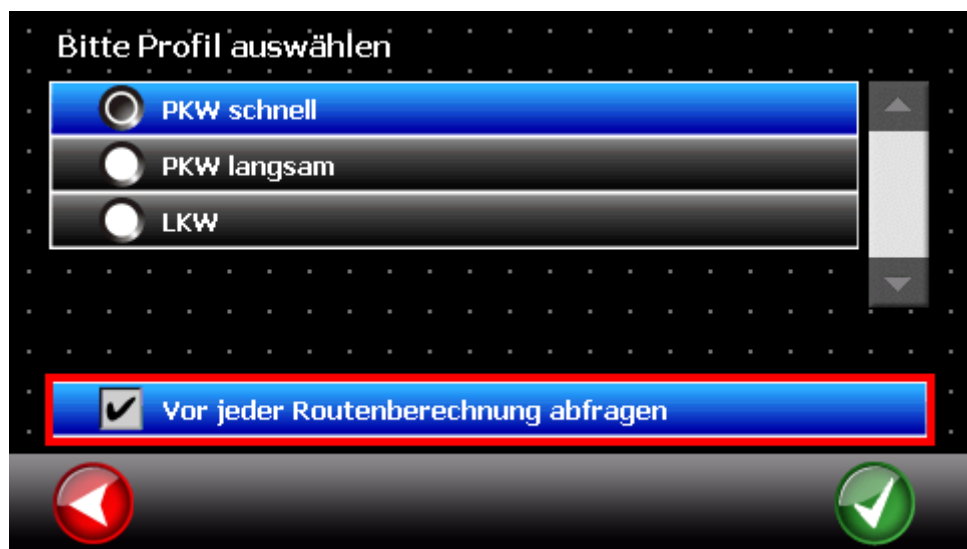 Bitte Profil auswählen
PKW schnell
PKW langsam
LKW
Vor jeder Routenberechnung abfragen